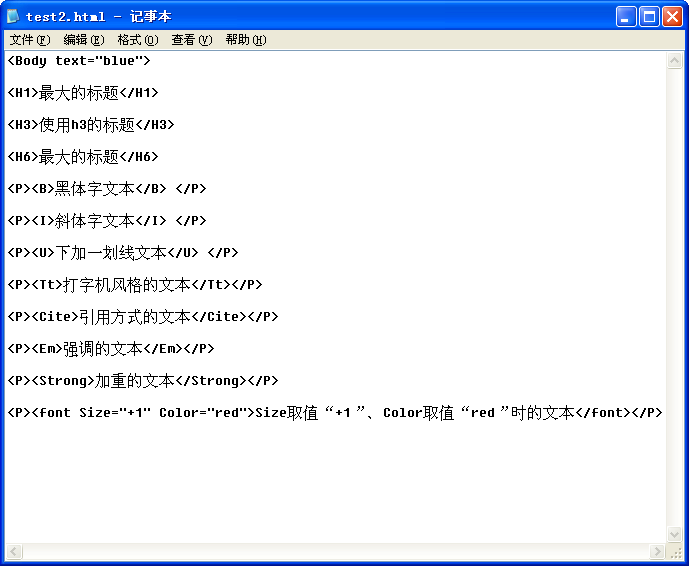 test2.html - 记事本
文件(F) 编辑(E) 格式(O) 查看(V) 帮助(H)
<Body text="blue">
<H1>最大的标题</H1>
<H3>使用h3的标题</H3>
<H6>最大的标题</H6>
<P><B>黑体字文本</B> </P>
<P><I>斜体字文本</I> </P>
<P><U>下加一划线文本</U> </P>
<P><Tt>打字机风格的文本</Tt></P>
<P><Cite>引用方式的文本</Cite></P>
<P><Em>强调的文本</Em></P>
<P><Strong>加重的文本</Strong></P>
<P><font Size="+1" Color="red">Size取值“+1”、Color取值“red”时的文本</font></P>